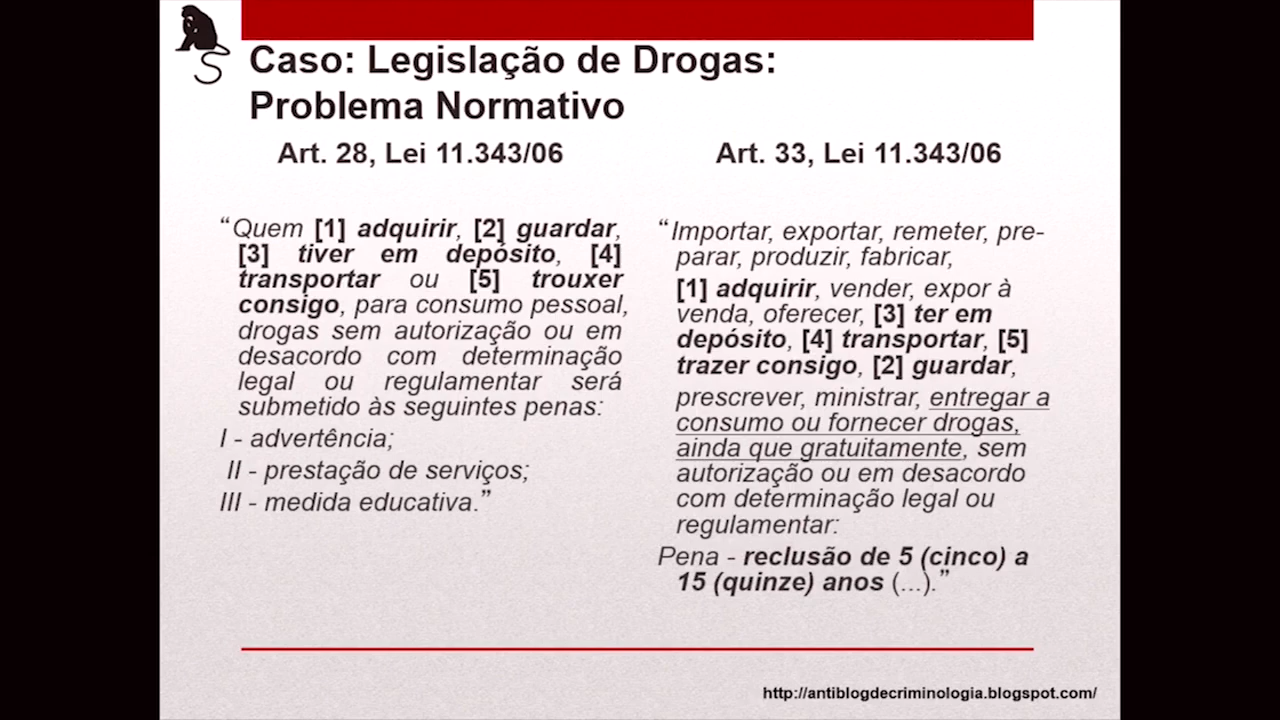 Caso: Legislação de Drogas:
Problema Normativo
Art. 28, Lei 11.343/06
“Quem [1] adquirir, [2] guardar,
[3] tiver em depósito, [4]
transportar ou [5] trouxer
consigo, para consumo pessoal,
drogas sem autorização ou em
desacordo com determinação
legal ou regulamentar será
submetido às seguintes penas:
I - advertência;
II - prestação de serviços;
III - medida educativa.”
Art. 33, Lei 11.343/06
“Importar, exportar, remeter, pre-
parar, produzir, fabricar,
[1] adquirir, vender, expor à
venda, oferecer, [3] ter em
depósito, [4] transportar, [5]
trazer consigo, [2] guardar,
prescrever, ministrar, entregar a
consumo ou fornecer drogas,
ainda que gratuitamente, sem
autorização ou em desacordo
com determinação legal ou
regulamentar:
Pena - reclusão de 5 (cinco) a
15 (quinze) anos (...).”
http://antiblogdecriminologia.blogspot.com/